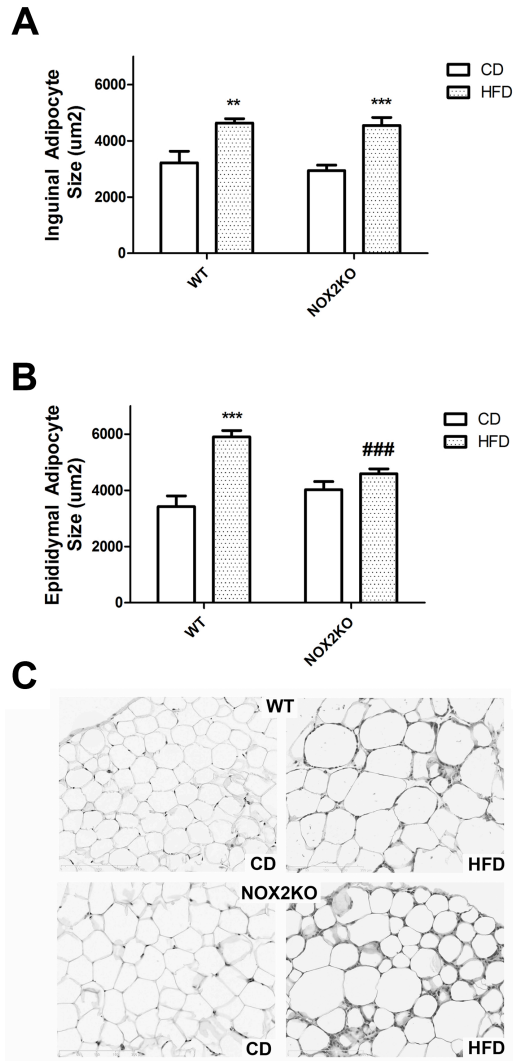 A
Inguinal Adipocyte
Size (um2)
6000
4000
2000
0
**
***
CD
HFD
WT
NOX2KO
B
Epididymal Adipocyte
Size (um2)
6000
4000
2000
0
***
###
CD
HFD
WT
NOX2KO
C
WT
CD
HFD
NOX2KO
CD
HFD